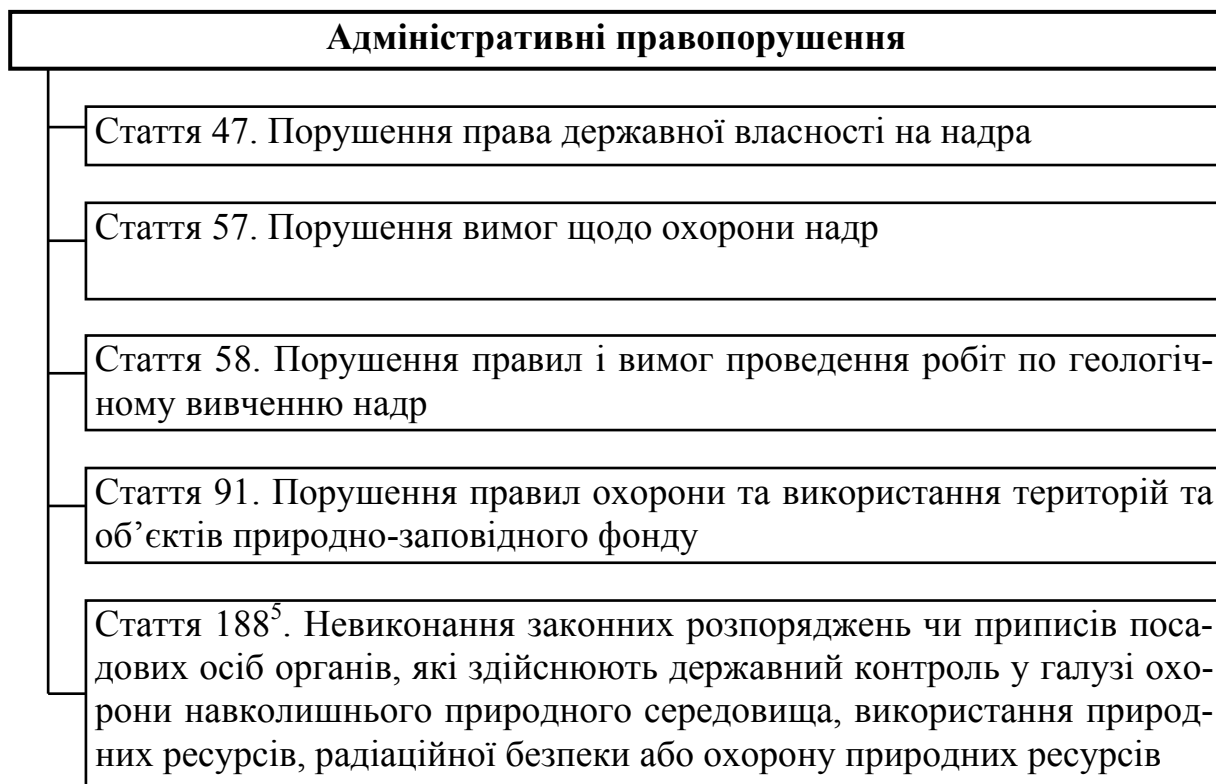 Адміністративні правопорушення
Стаття 47. Порушення права державної власності на надра
Стаття 57. Порушення вимог щодо охорони надр
Стаття 58. Порушення правил і вимог проведення робіт по геологіч-
ному вивченню надр
Стаття 91. Порушення правил охорони та використання територій та
об’єктів природно-заповідного фонду
Стаття 188⁵. Невиконання законних розпоряджень чи приписів поса-
дових осіб органів, які здійснюють державний контроль у галузі охо-
рони навколишнього природного середовища, використання природ-
них ресурсів, радіаційної безпеки або охорону природних ресурсів